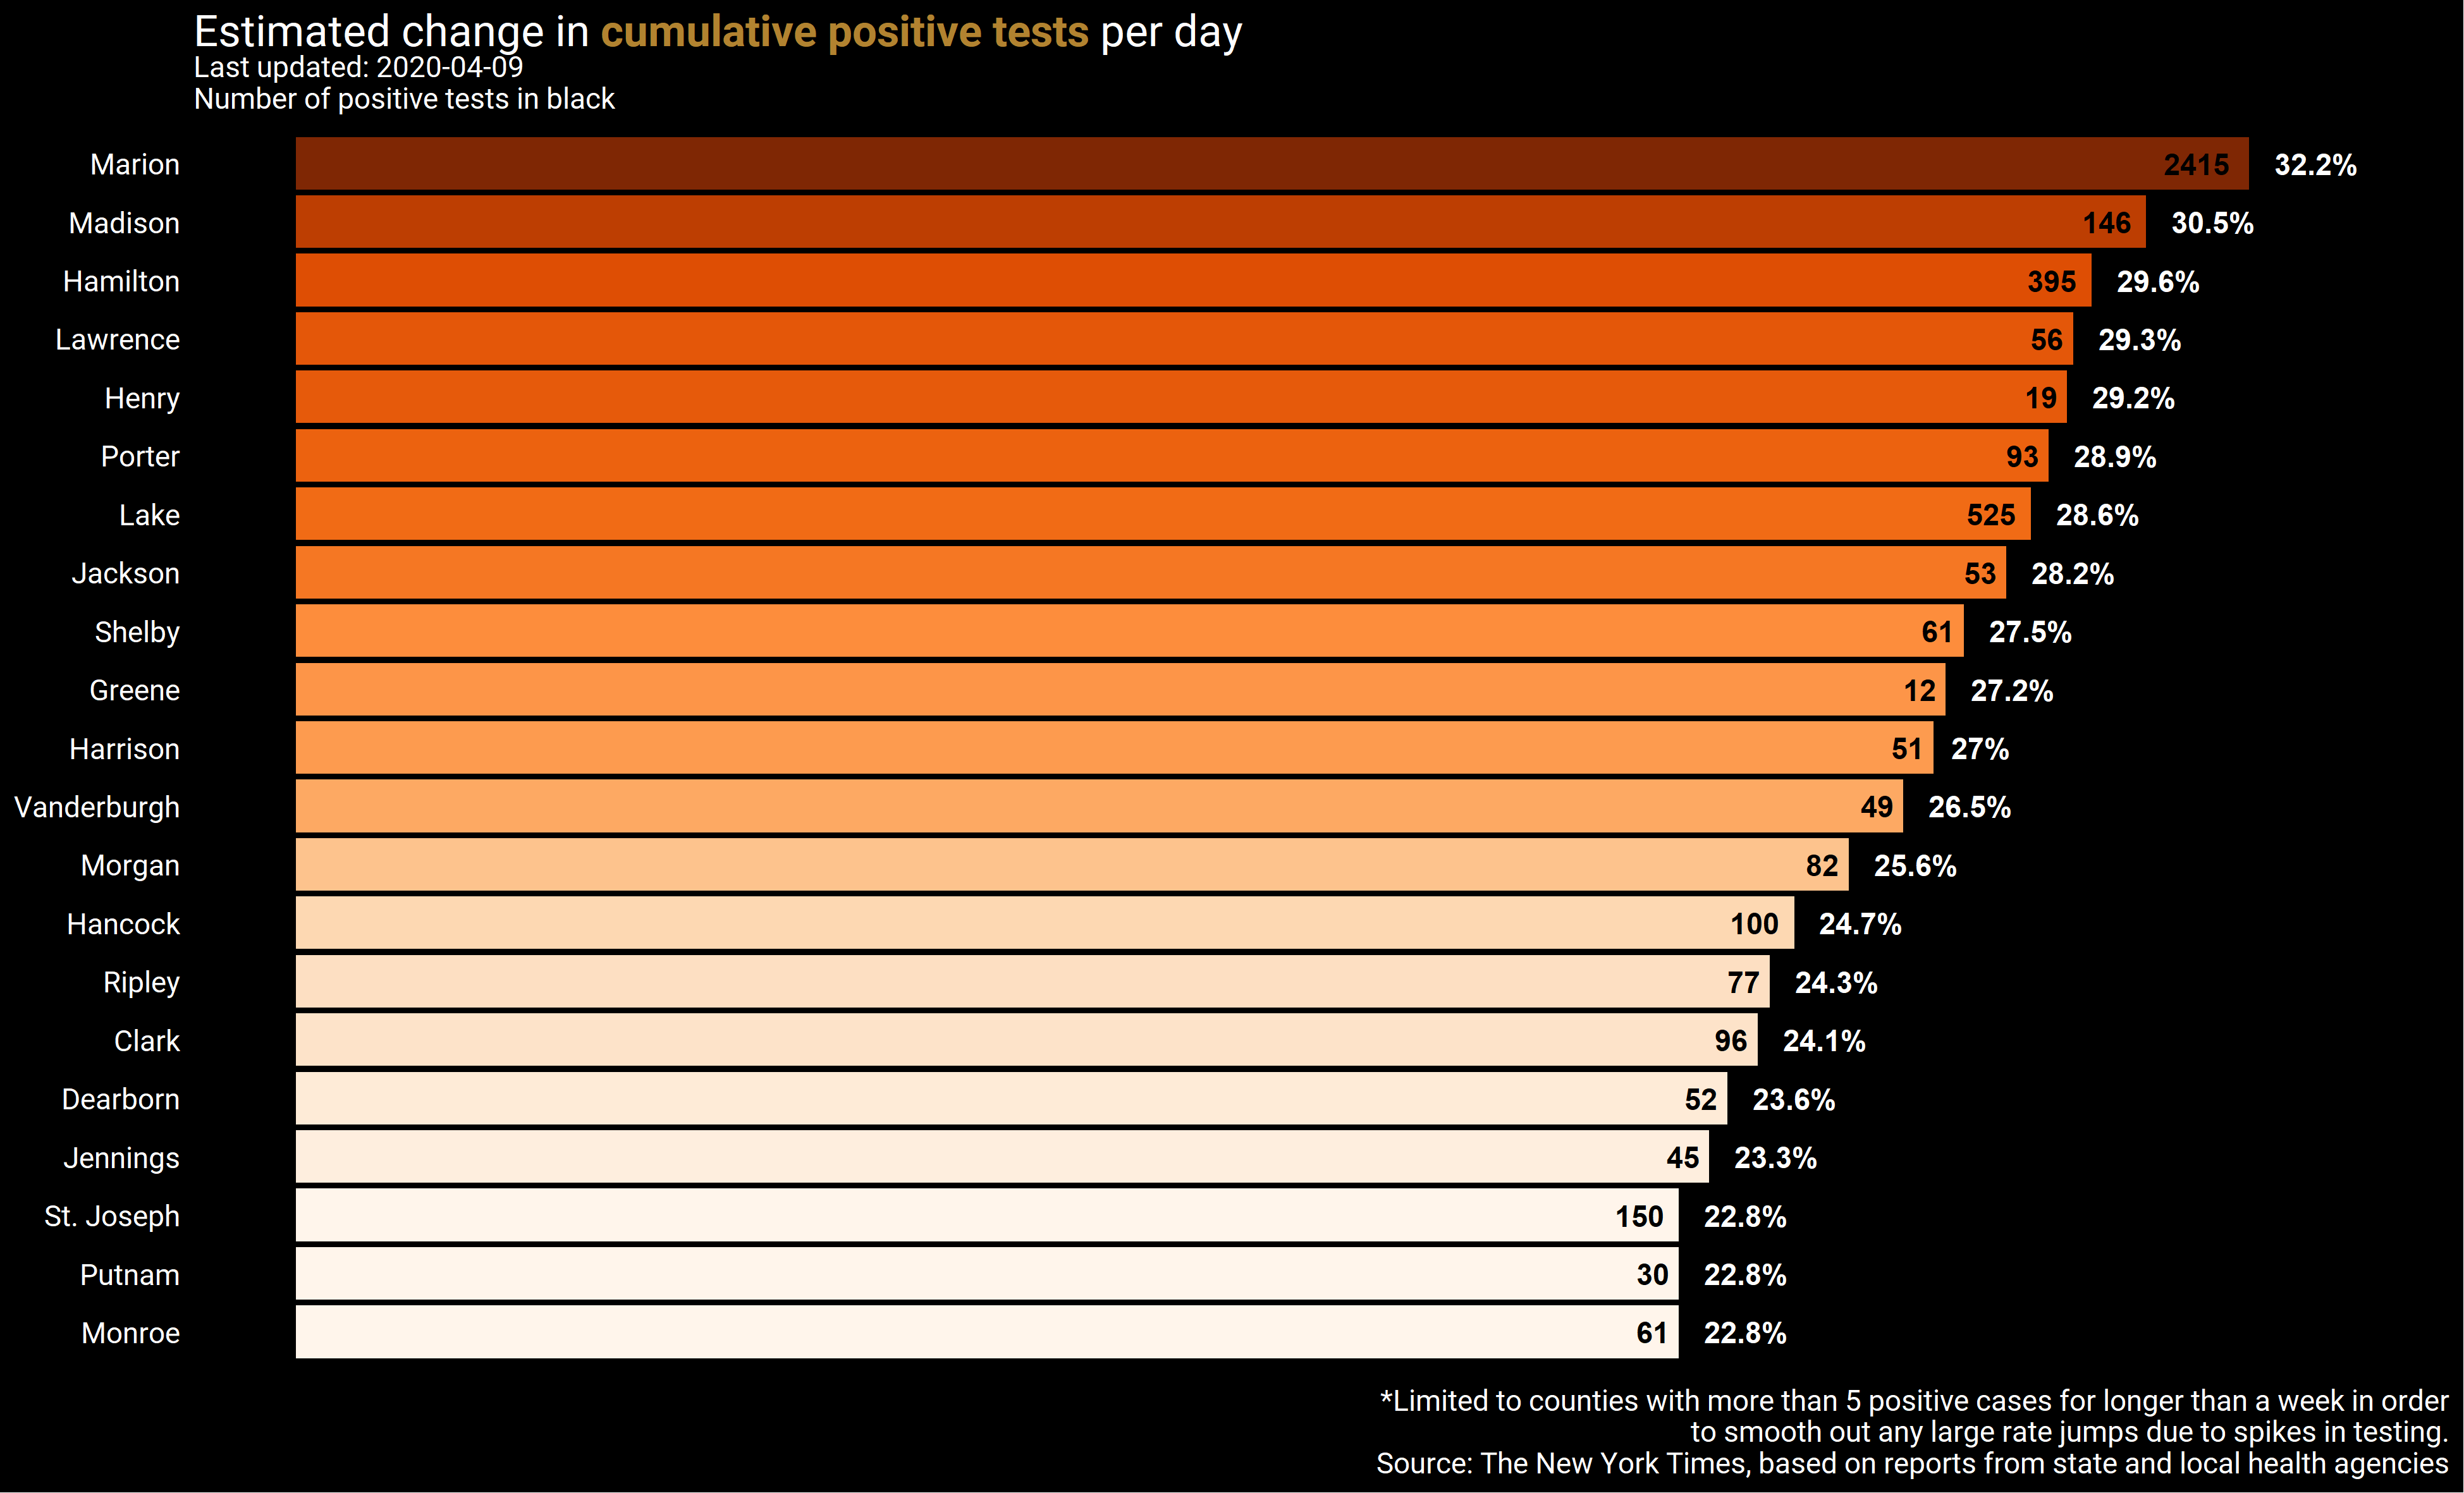 Estimated change in cumulative positive tests per day
Last updated: 2020-04-09
Number of positive tests in black
Marion 2415 32.2%
Madison 146 30.5%
Hamilton 395 29.6%
Lawrence 56 29.3%
Henry 19 29.2%
Porter 93 28.9%
Lake 525 28.6%
Jackson 53 28.2%
Shelby 61 27.5%
Greene 12 27.2%
Harrison 51 27%
Vanderburgh 49 26.5%
Morgan 82 25.6%
Hancock 100 24.7%
Ripley 77 24.3%
Clark 96 24.1%
Dearborn 52 23.6%
Jennings 45 23.3%
St. Joseph 150 22.8%
Putnam 30 22.8%
Monroe 61 22.8%
*Limited to counties with more than 5 positive cases for longer than a week in order
to smooth out any large rate jumps due to spikes in testing.
Source: The New York Times, based on reports from state and local health agencies